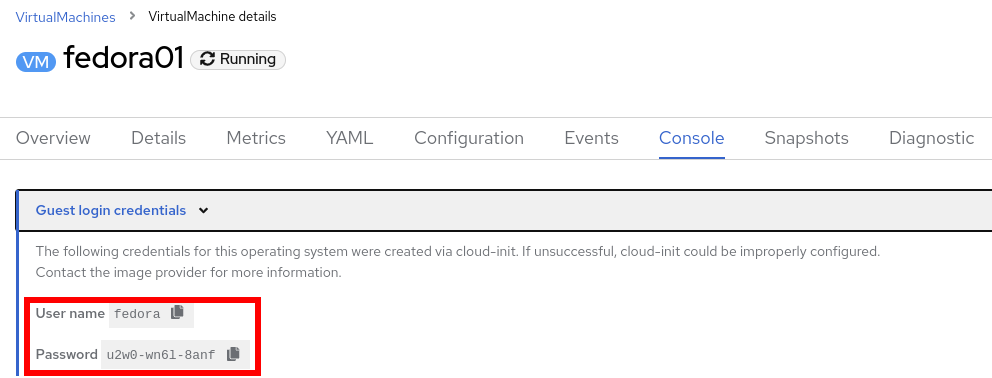 VirtualMachines > VirtualMachine details
VM fedora01 Running
Overview Details Metrics YAML Configuration Events Console Snapshots Diagnostic
Guest login credentials
The following credentials for this operating system were created via cloud-init. If unsuccessful, cloud-init could be improperly configured.
Contact the image provider for more information.
User name fedora
Password u2w0-wn6l-8anf